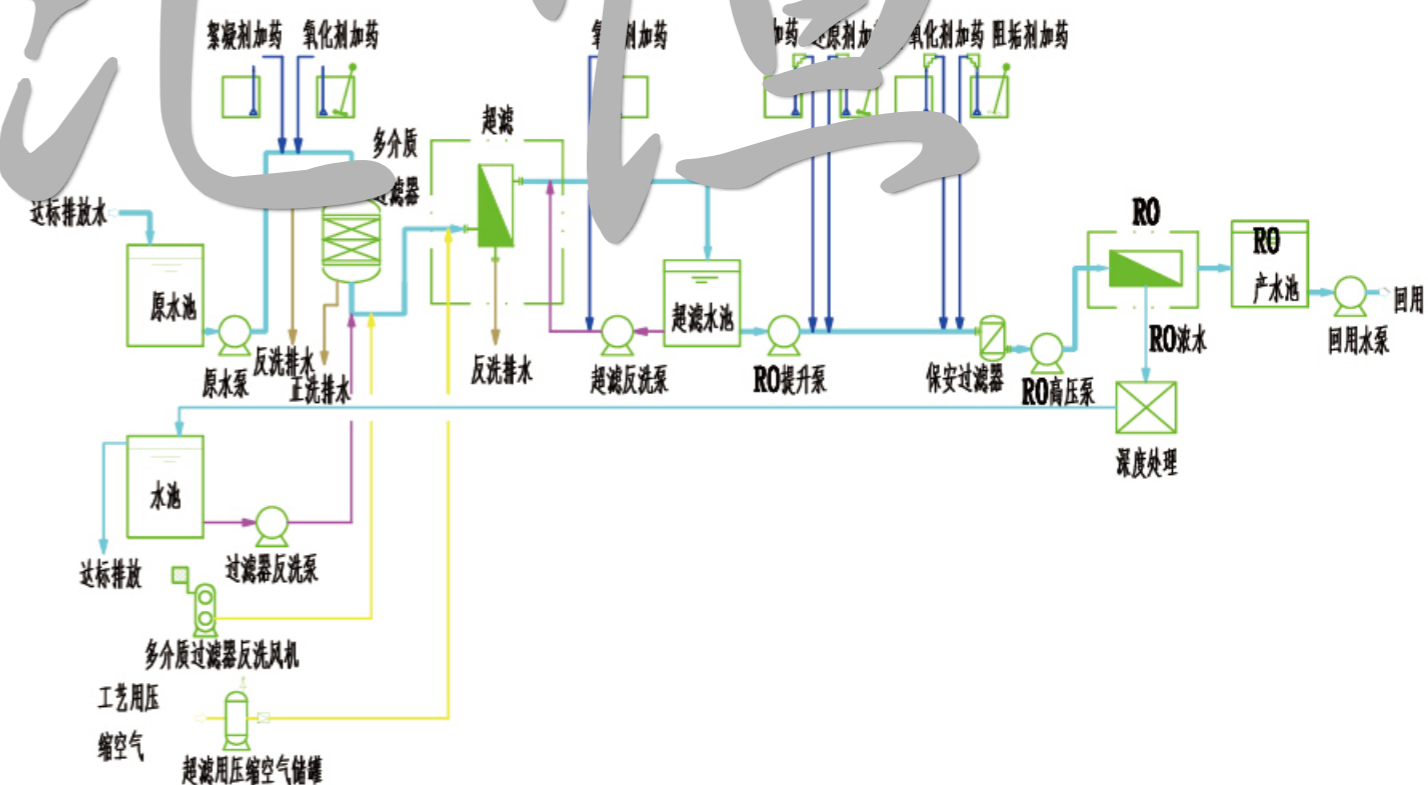 絮凝剂加药 氧化剂加药
剂加药
加药 原剂加 氧化剂加药 阻垢剂加药
超滤
多介质
滤器
达标排放水
RO
RO
产水池
原水池
超滤水池
回用
回用水泵
RO浓水
反洗排水
原水泵
正洗排水
反洗排水
超滤反洗泵
RO提升泵
保安过滤器
RO高压泵
深度处理
水池
达标排放
过滤器反洗泵
多介质过滤器反洗风机
工艺用压
缩空气
超滤用压缩空气储罐